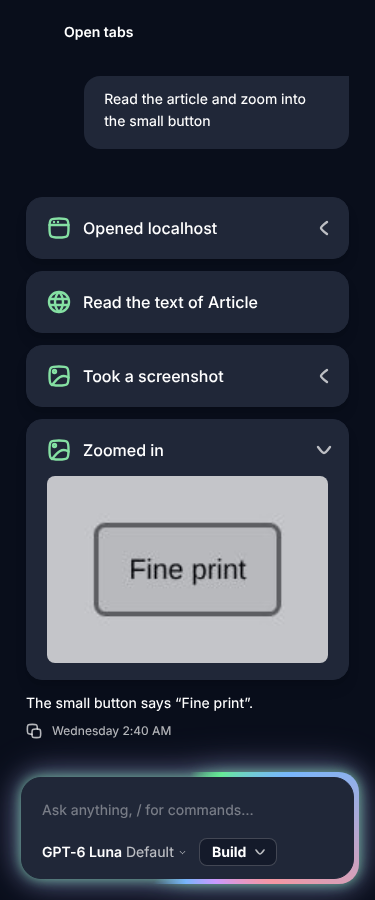 Open tabs
Read the article and zoom into
the small button
Opened localhost
Read the text of Article
Took a screenshot
Zoomed in
Fine print
The small button says “Fine print”.
Wednesday 2:40 AM
Ask anything, / for commands...
GPT-6 Luna Default
Build